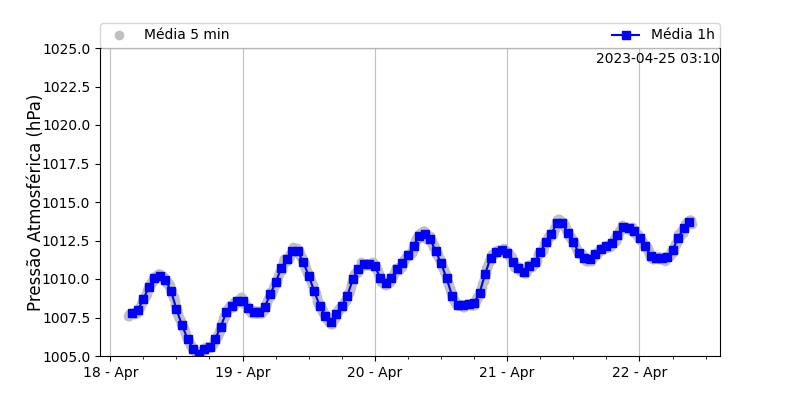 Média 5 min
Média 1h
2023-04-25 03:10
Pressão Atmosférica (hPa)
1025.0
1022.5
1020.0
1017.5
1015.0
1012.5
1010.0
1007.5
1005.0
18 - Apr
19 - Apr
20 - Apr
21 - Apr
22 - Apr